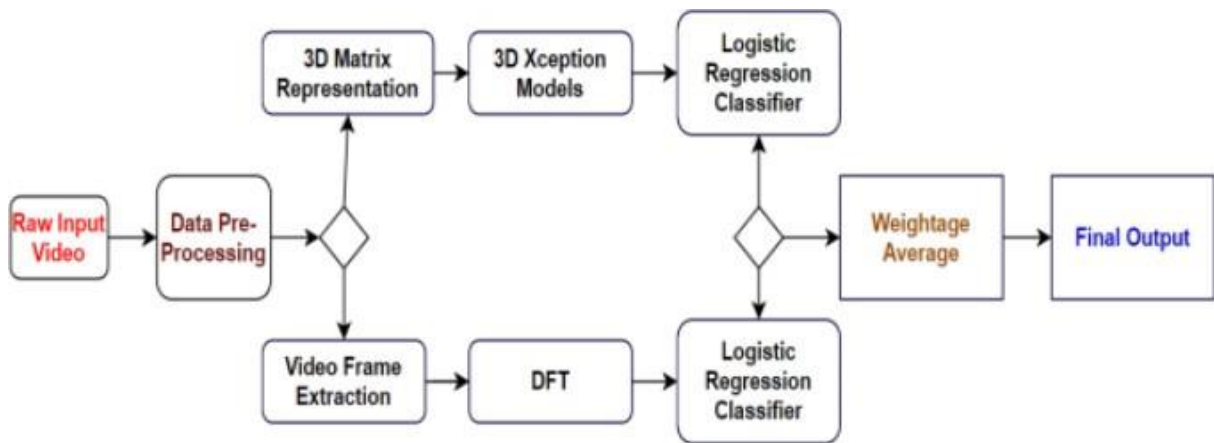 3D Matrix
Representation
3D Xception
Models
Logistic
Regression
Classifier
Raw Input
Video
Data Pre-
Processing
Weightage
Average
Final Output
Video Frame
Extraction
DFT
Logistic
Regression
Classifier